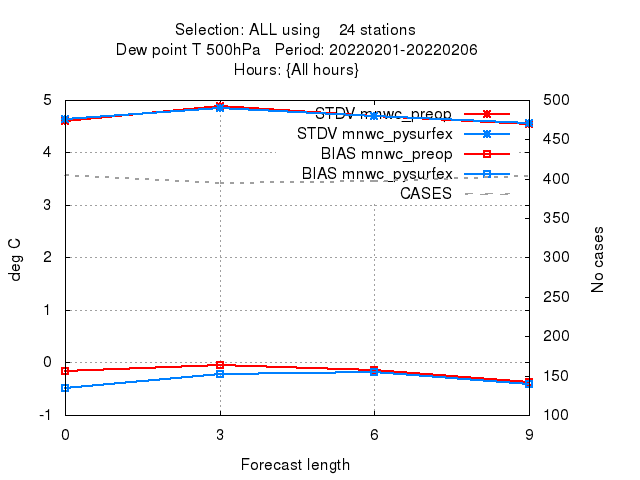 Selection: ALL using 24 stations
Dew point T 500hPa Period: 20220201-20220206
Hours: {All hours}
STDV mnwc_preop
STDV mnwc_pysurfex
BIAS mnwc_preop
BIAS mnwc_pysurfex
CASES
5
4
3
2
1
0
-1
deg C
500
450
400
350
300
250
200
150
100
No cases
0 3 6 9
Forecast length